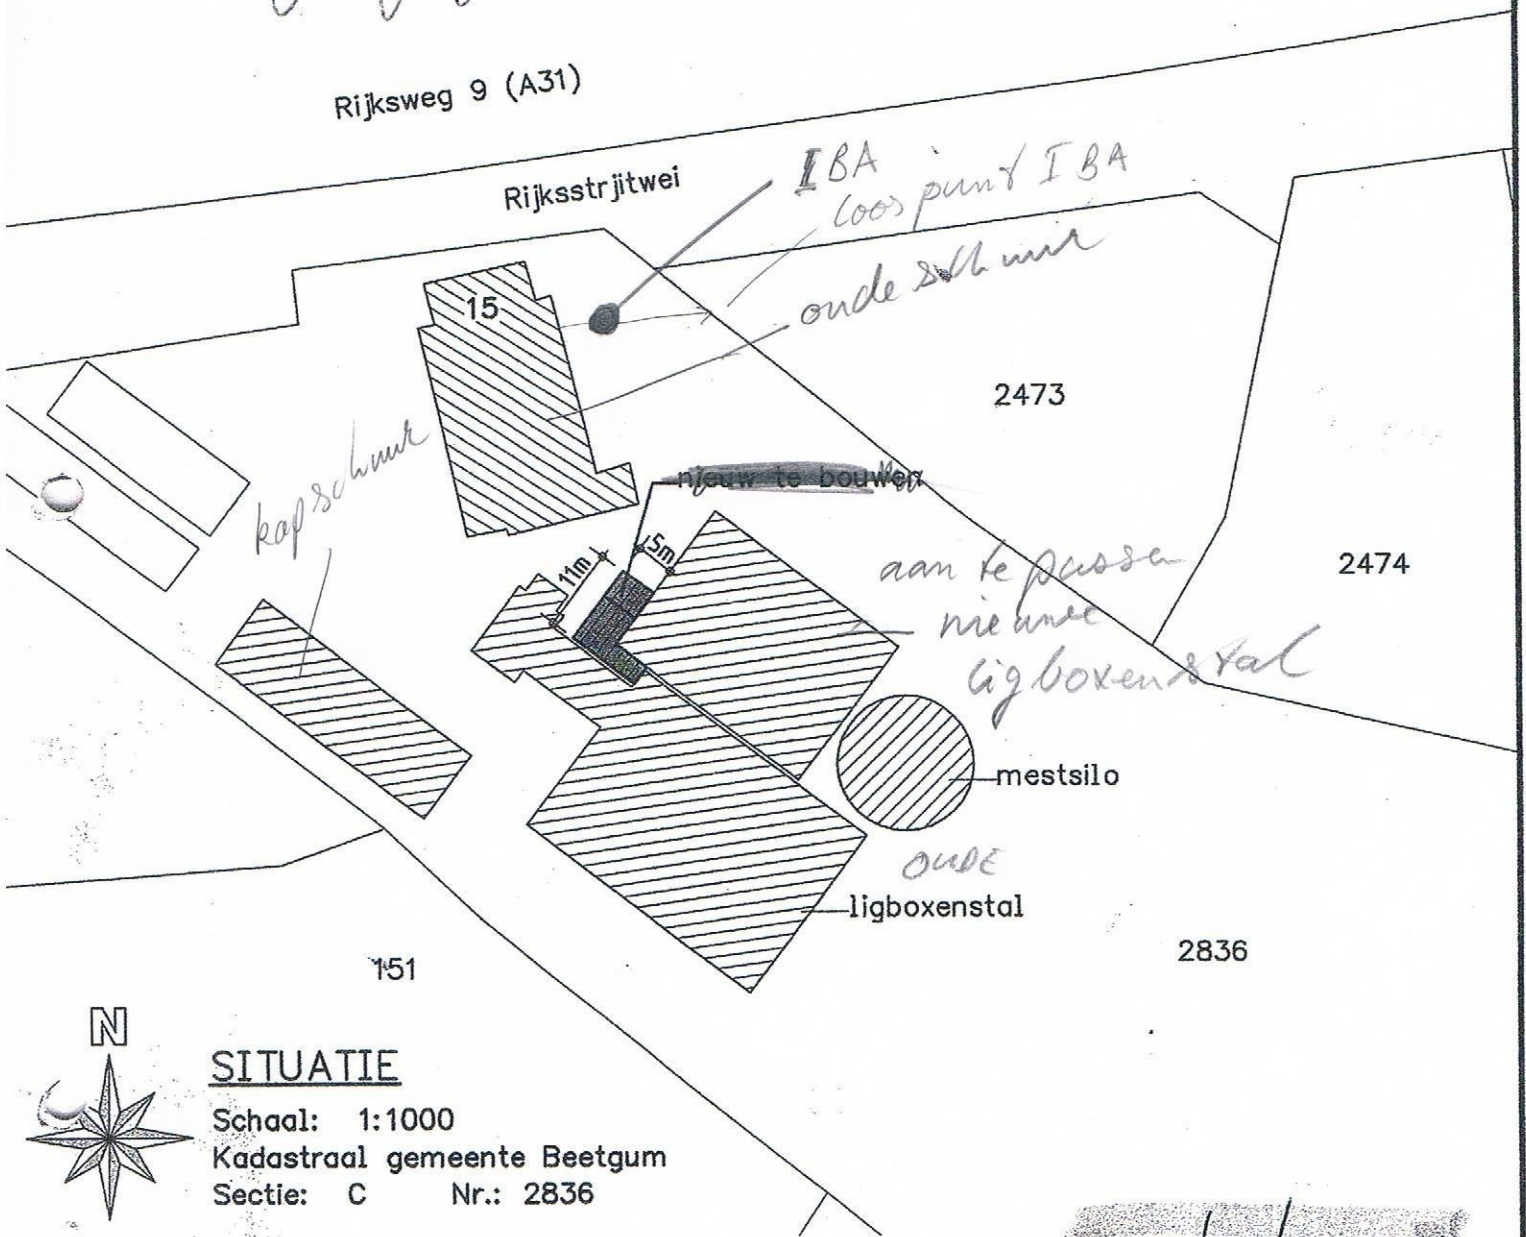 Rijksweg 9 (A31)
Rijksstrjitwei
IBA
loospunt IBA
oude schuur
15
2473
kapschuur
nieuw te bouwen
11m
5m
2474
aan te passen
nieuwe
ligboxenstal
mestsilo
OUDE
ligboxenstal
2836
151
N
SITUATIE
Schaal: 1:1000
Kadastraal gemeente Beetgum
Sectie: C Nr.: 2836